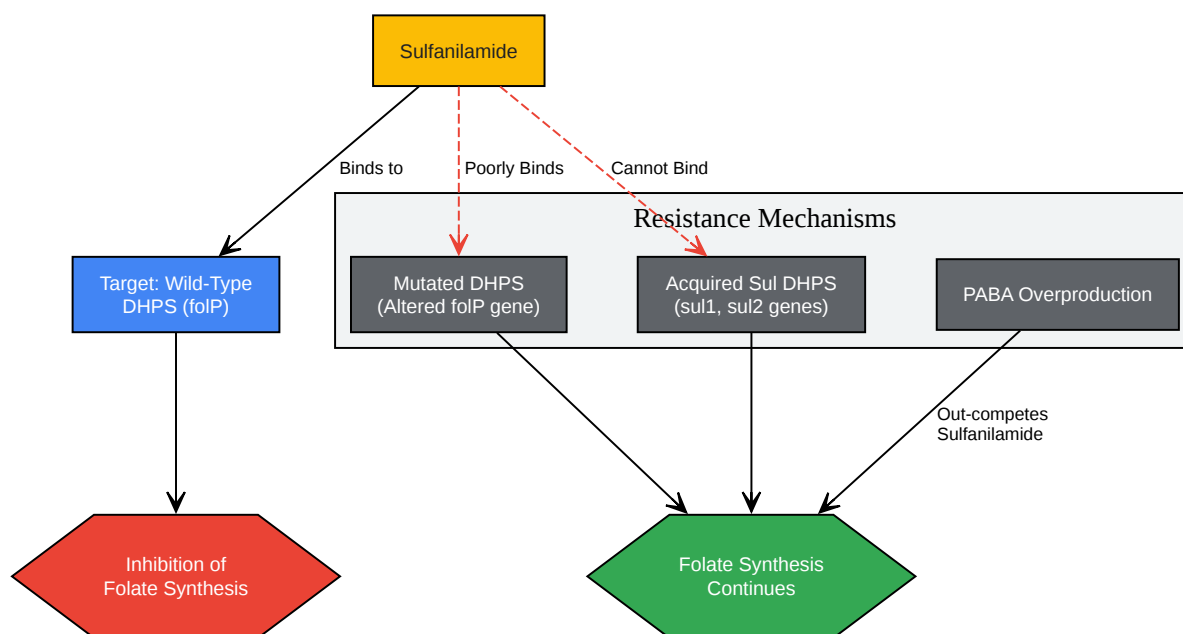 Sulfanilamide
Binds to
Poorly Binds
Cannot Bind
Resistance Mechanisms
Target: Wild-Type
DHPS (folP)
Mutated DHPS
(Altered folP gene)
Acquired Sul DHPS
(sul1, sul2 genes)
PABA Overproduction
Out-competes
Sulfanilamide
Inhibition of
Folate Synthesis
Folate Synthesis
Continues